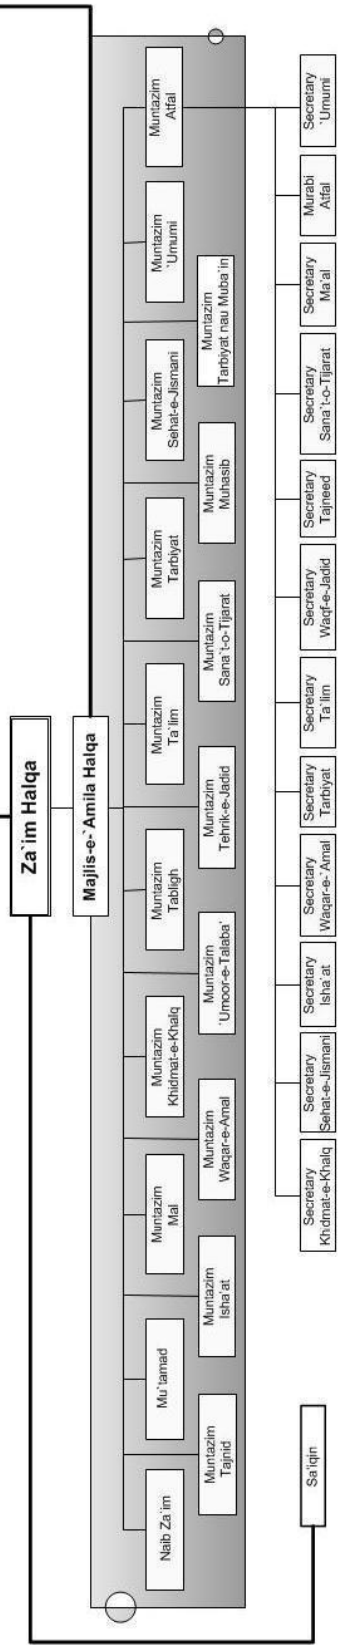 Za`im Halqa
Majlis-e-`Amila Halqa
Naib Za`im
Mu`tamad
Muntazim
Mal
Muntazim
Khidmat-e-Khalq
Muntazim
Tabligh
Muntazim
Ta`lim
Muntazim
Tarbiyat
Muntazim
Sehat-e-Jismani
Muntazim
`Umumi
Muntazim
Atfal
Muntazim
Tajnid
Muntazim
Isha'at
Muntazim
Waqar-e-Amal
Muntazim
'Umoor-e-Talaba'
Muntazim
Tehrik-e-Jadid
Muntazim
Sana`t-o-Tijarat
Muntazim
Muhasib
Muntazim
Tarbiyat nau Muba`in
Sa'iqin
Secretary
Khidmat-e-Khalq
Secretary
Sehat-e-Jismani
Secretary
Isha`at
Secretary
Waqar-e-`Amal
Secretary
Tarbiyat
Secretary
Ta`lim
Secretary
Waqf-e-Jadid
Secretary
Tajneed
Secretary
Sana`t-o-Tijarat
Secretary
Ma'al
Murabi
Atfal
Secretary
`Umumi